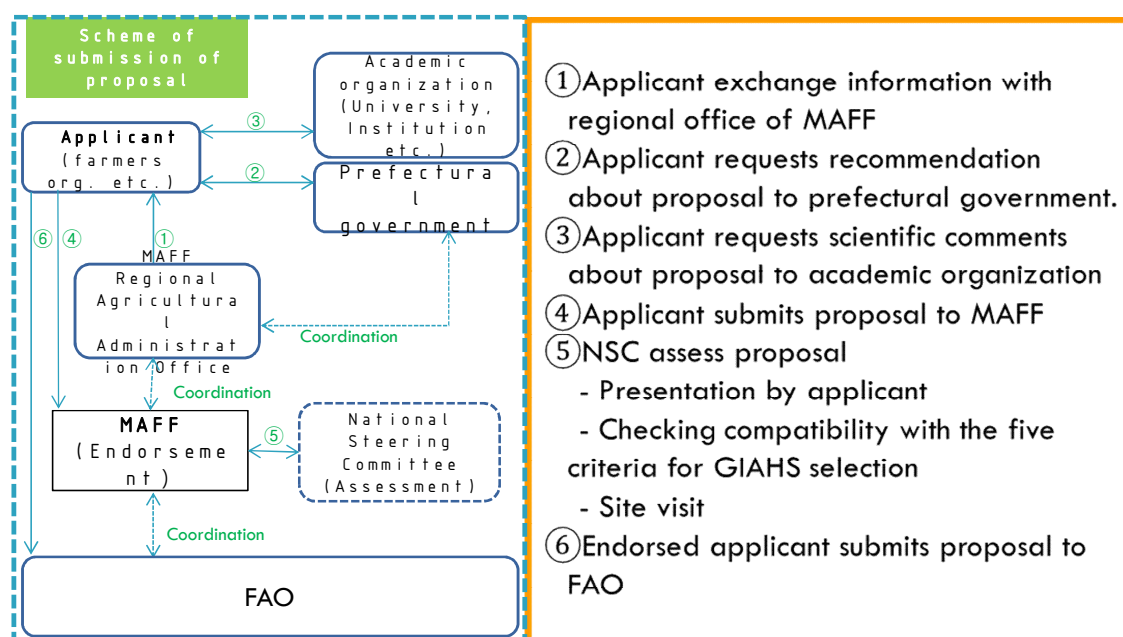 Scheme of
submission of
proposal
Academic
organization
(University,
Institution
etc.)
③
Applicant
(farmers
org. etc.)
②
Prefectura
l
government
⑥
④
①
MAFF
Regional
Agricultura
l
Administrat
ion Office
Coordination
Coordination
MAFF
(Endorseme
nt)
⑤
National
Steering
Committee
(Assessment)
Coordination
FAO
①Applicant exchange information with
regional office of MAFF
②Applicant requests recommendation
about proposal to prefectural government.
③Applicant requests scientific comments
about proposal to academic organization
④Applicant submits proposal to MAFF
⑤NSC assess proposal
- Presentation by applicant
- Checking compatibility with the five
criteria for GIAHS selection
- Site visit
⑥Endorsed applicant submits proposal to
FAO